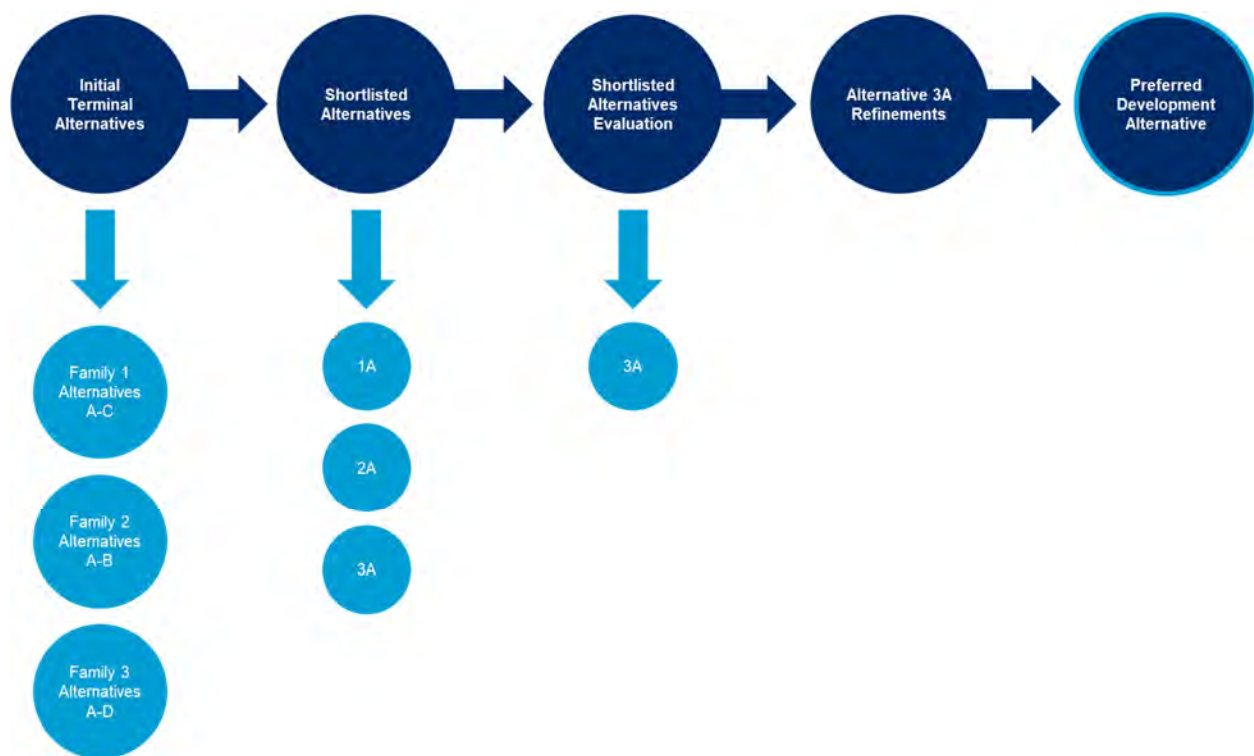 Initial
Terminal
Alternatives
Shortlisted
Alternatives
Shortlisted
Alternatives
Evaluation
Alternative 3A
Refinements
Preferred
Development
Alternative
Family 1
Alternatives
A-C
Family 2
Alternatives
A-B
Family 3
Alternatives
A-D
1A
2A
3A
3A